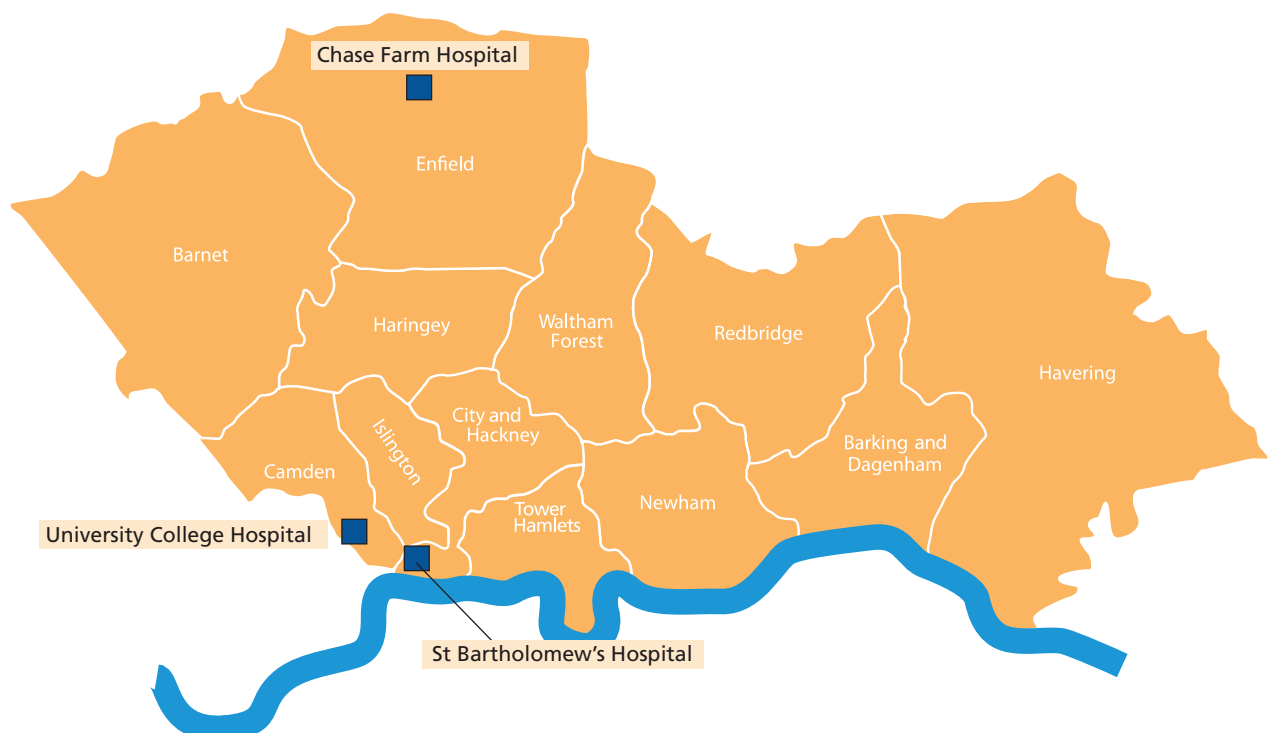 Chase Farm Hospital
Enfield
Barnet
Haringey
Waltham
Forest
Redbridge
Havering
City and
Hackney
Islington
Camden
Barking and
Dagenham
Newham
Tower
Hamlets
University College Hospital
St Bartholomew's Hospital